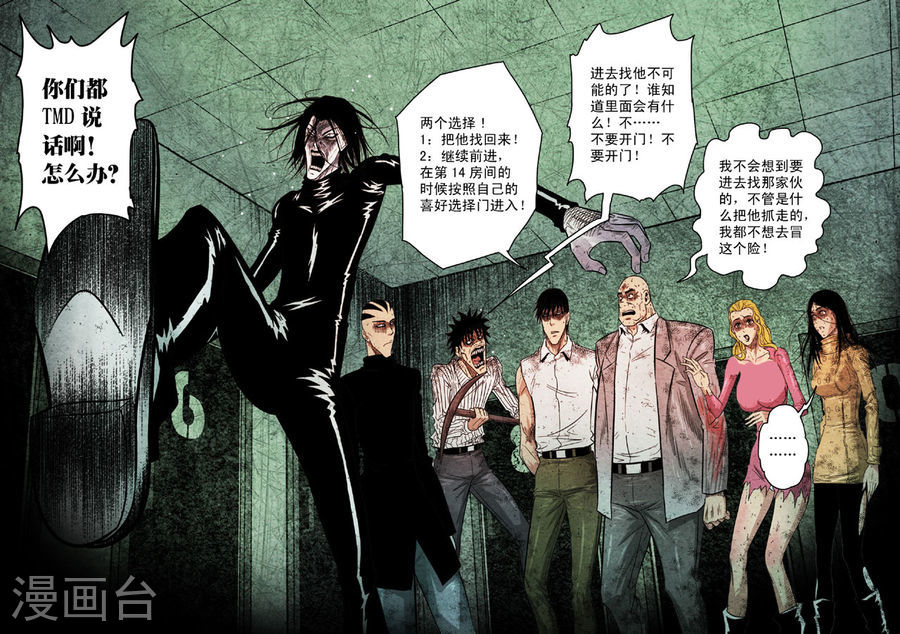 你们都
TMD 说
话啊！
怎么办？
两个选择！
1：把他找回来！
2：继续前进，
在第 14 房间的
时候按照自己的
喜好选择门进入！
进去找他不可
能的了！谁知
道里面会有什
么！不……
不要开门！不
要开门！
我不会想到要
进去找那家伙
的，不管是什
么把他抓走的，
我都不想去冒
这个险！
……
……
6
漫画台